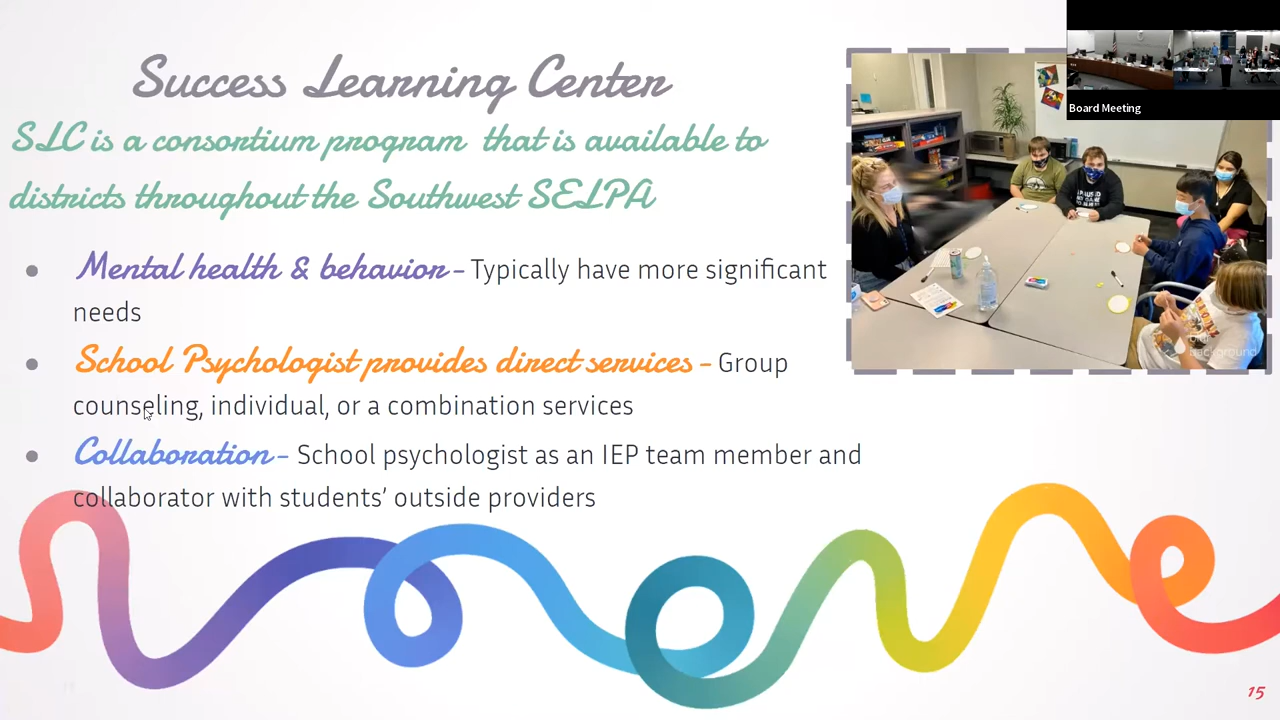 Success Learning Center
SLC is a consortium program that is available to
districts throughout the Southwest SELPA
Mental health & behavior - Typically have more significant
needs
School Psychologist provides direct services - Group
counseling, individual, or a combination services
Collaboration - School psychologist as an IEP team member and
collaborator with students' outside providers
Board Meeting
background
15